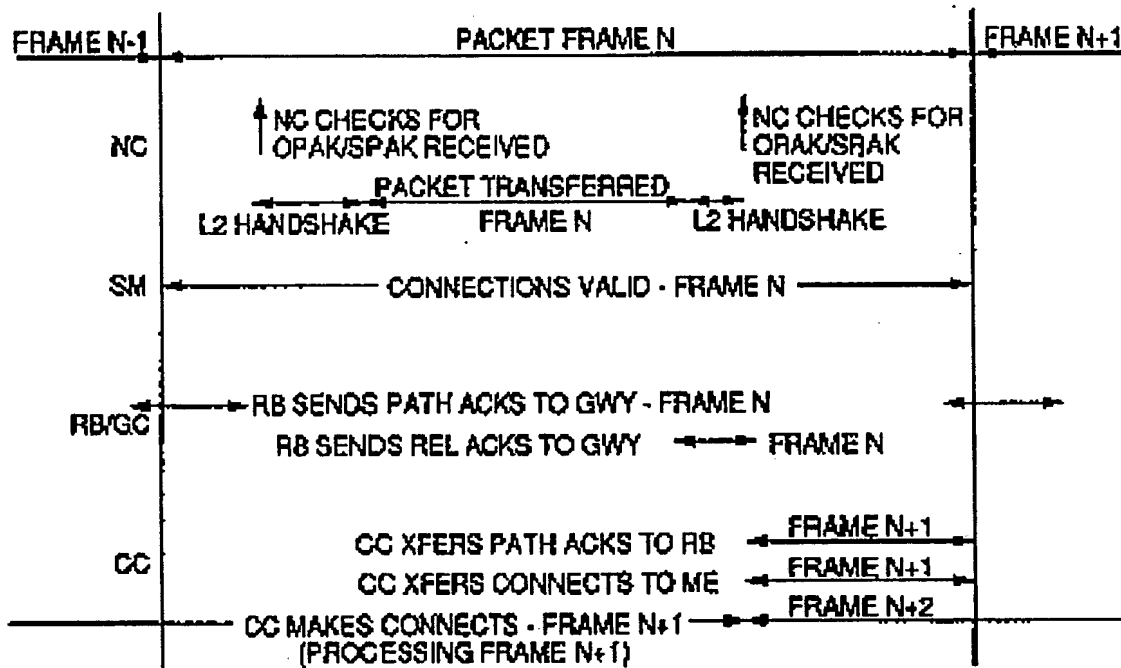 FRAME N-1 PACKET FRAME N FRAME N+1
NC
NC CHECKS FOR
OPAK/SPAK RECEIVED
NC CHECKS FOR
OPAK/SPAK
RECEIVED
PACKET TRANSFERRED
L2 HANDSHAKE FRAME N L2 HANDSHAKE
SM CONNECTIONS VALID - FRAME N
RB/GC
RB SENDS PATH ACKS TO GWY - FRAME N
RB SENDS REL ACKS TO GWY FRAME N
CC
CC XFERS PATH ACKS TO RB FRAME N+1
CC XFERS CONNECTS TO ME FRAME N+1
CC MAKES CONNECTS - FRAME N+1 FRAME N+2
(PROCESSING FRAME N+1)